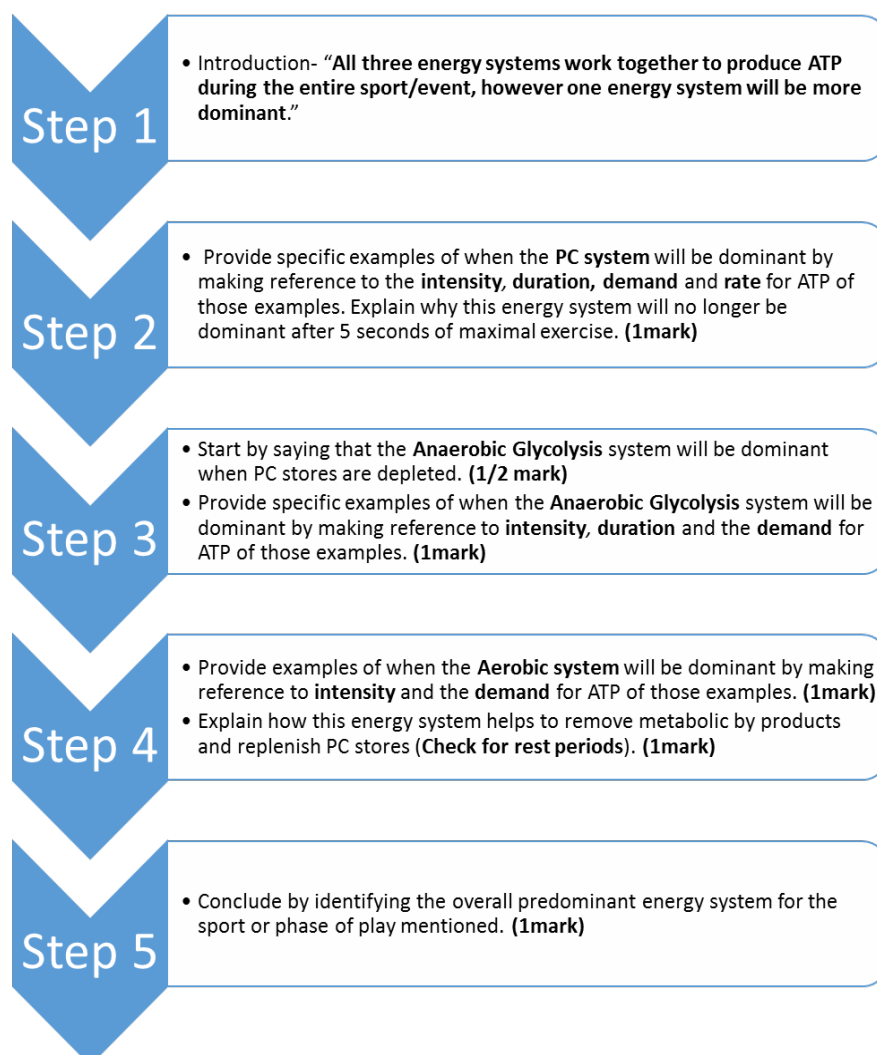 Step 1
• Introduction- “All three energy systems work together to produce ATP
during the entire sport/event, however one energy system will be more
dominant.”
Step 2
• Provide specific examples of when the PC system will be dominant by
making reference to the intensity, duration, demand and rate for ATP of
those examples. Explain why this energy system will no longer be
dominant after 5 seconds of maximal exercise. (1mark)
Step 3
• Start by saying that the Anaerobic Glycolysis system will be dominant
when PC stores are depleted. (1/2 mark)
• Provide specific examples of when the Anaerobic Glycolysis system will be
dominant by making reference to intensity, duration and the demand for
ATP of those examples. (1mark)
Step 4
• Provide examples of when the Aerobic system will be dominant by making
reference to intensity and the demand for ATP of those examples. (1mark)
• Explain how this energy system helps to remove metabolic by products
and replenish PC stores (Check for rest periods). (1mark)
Step 5
• Conclude by identifying the overall predominant energy system for the
sport or phase of play mentioned. (1mark)